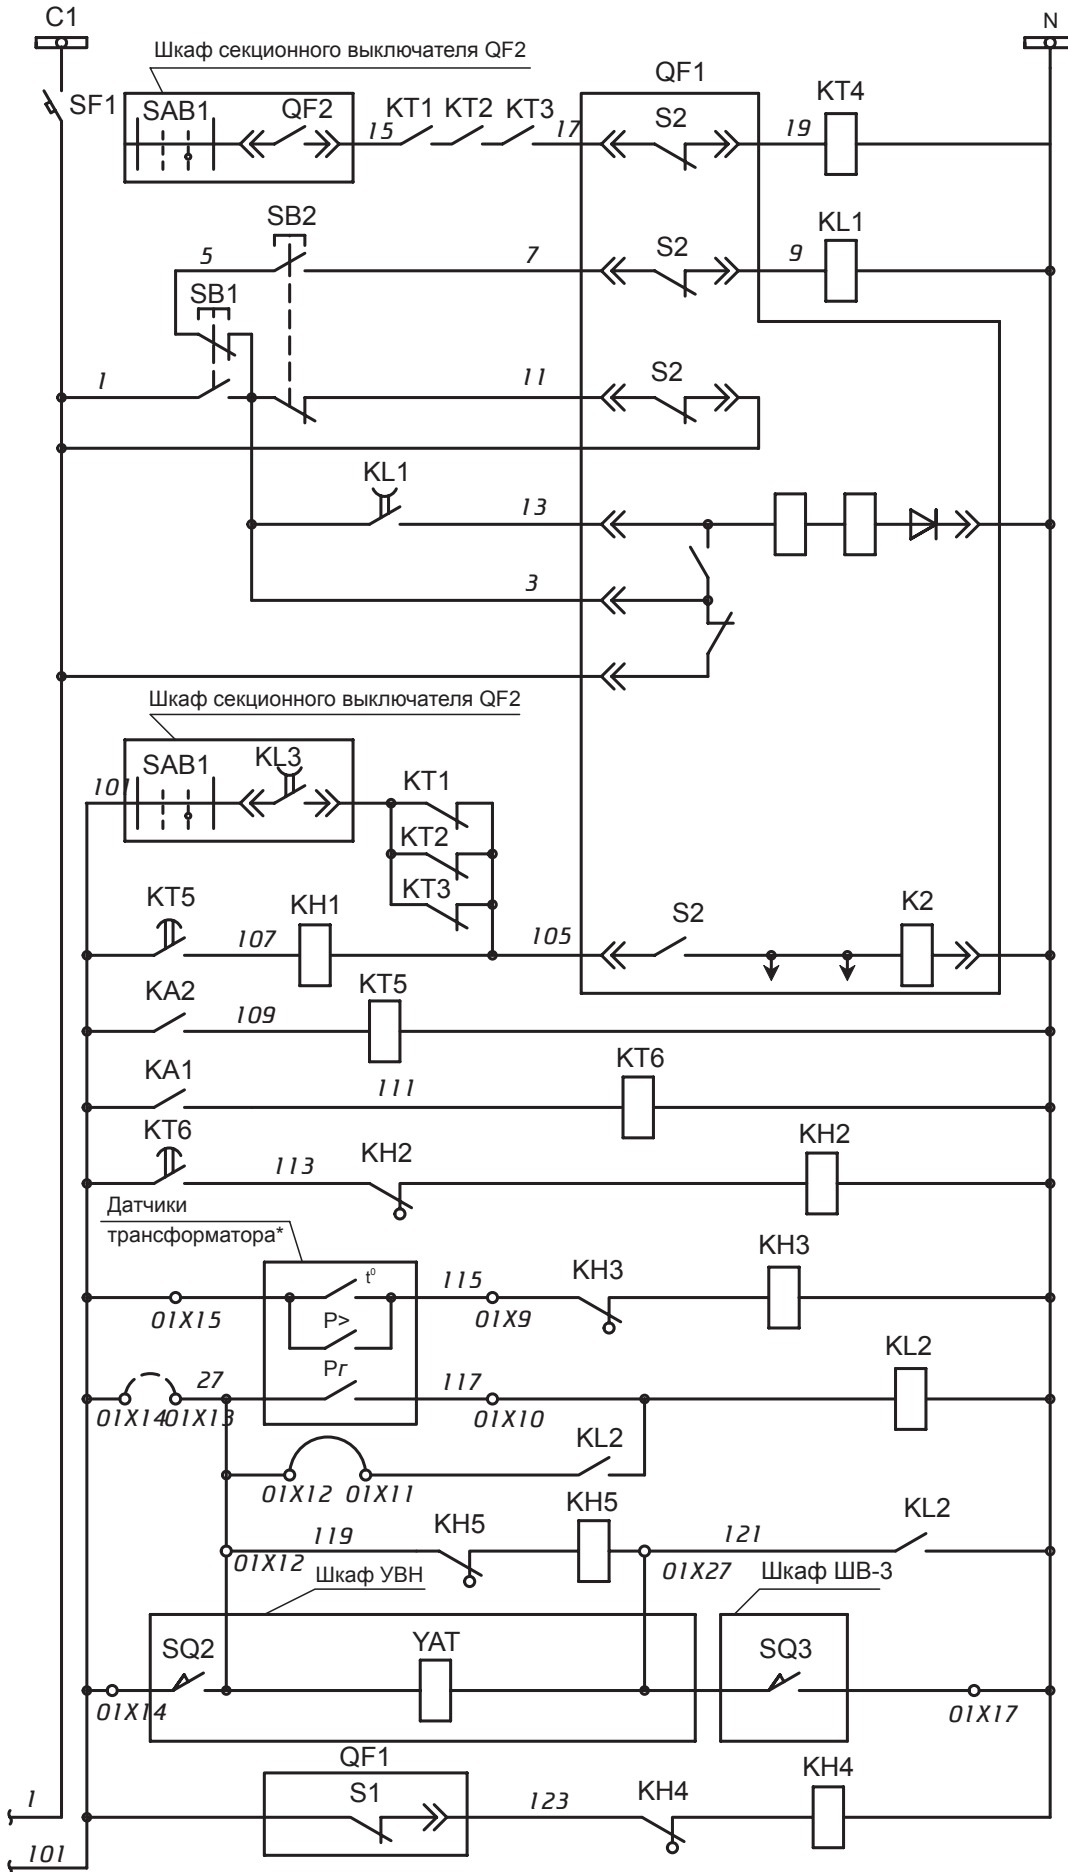 C1 N
Шкаф секционного выключателя QF2
QF1 KT4
SF1 SAB1 QF2 KT1 KT2 KT3 S2
15 17 19
SB2 KL1
5 7 S2 9
SB1
1 11 S2
KL1
13
3
Шкаф секционного выключателя QF2
SAB1 KL3 KT1
101
KT2
KT3
KT5 KH1 S2 K2
107 105
KA2 KT5
109
KA1 KT6
111
KT6 KH2 KH2
113
Датчики
трансформатора*
KH3 KH3
t⁰ 115
01X15 P> 01X9
Pг KL2
27 117
01X14 01X13 01X10
KL2
01X12 01X11
KH5 KH5 KL2
119 121
01X12 01X27
Шкаф УВН Шкаф ШВ-3
SQ2 YAT SQ3
01X14 01X17
QF1 KH4 KH4
1 S1 123
101